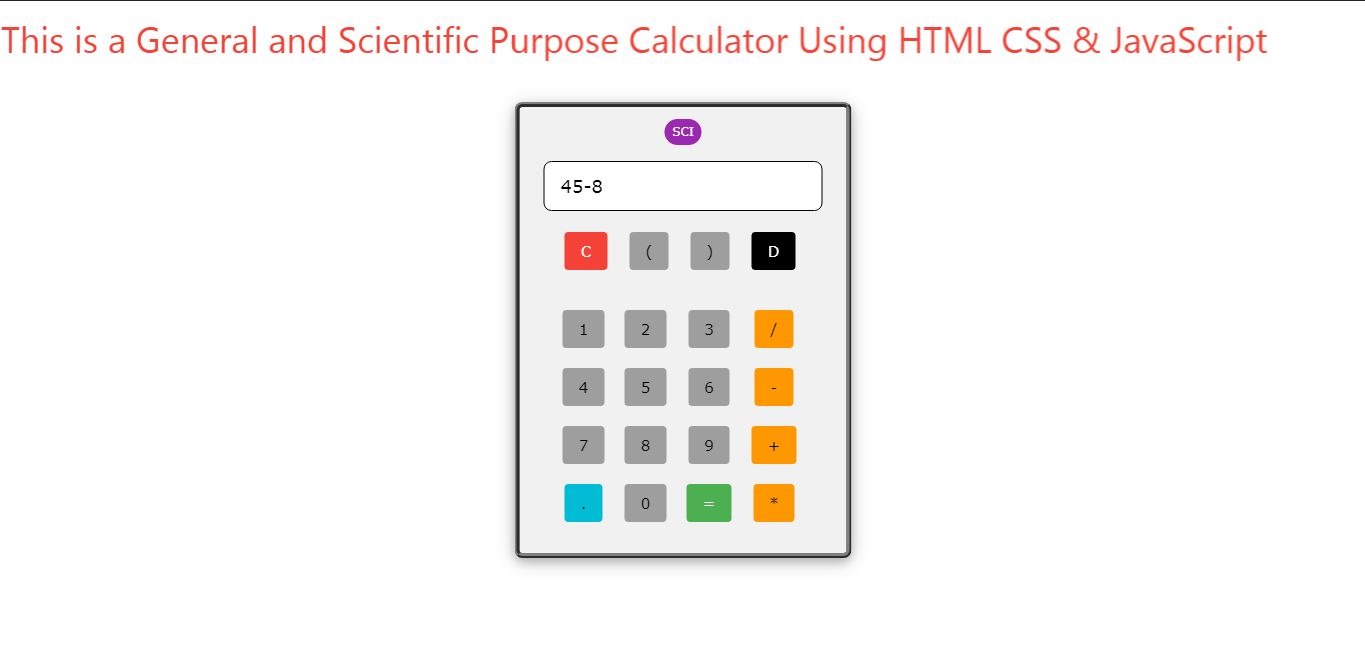 This is a General and Scientific Purpose Calculator Using HTML CSS & JavaScript
SCI
45-8
C ( ) D
1 2 3 /
4 5 6 -
7 8 9 +
. 0 = *